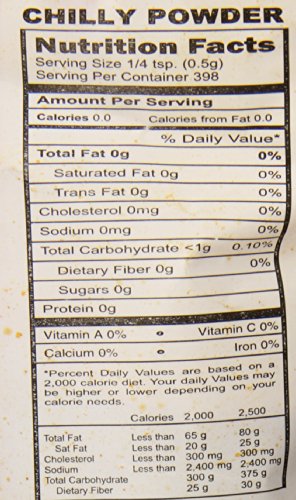 CHILLY POWDER
Nutrition Facts
Serving Size 1/4 tsp. (0.5g)
Serving Per Container 398
Amount Per Serving
Calories 0.0 Calories from Fat 0.0
% Daily Value*
Total Fat 0g 0%
Saturated Fat 0g 0%
Trans Fat 0g 0%
Cholesterol 0mg 0%
Sodium 0mg 0%
Total Carbohydrate <1g 0.10%
Dietary Fiber 0g 0%
Sugars 0g
Protein 0g
Vitamin A 0% Vitamin C 0%
Calcium 0% Iron 0%
*Percent Daily Values are based on a
2,000 calorie diet. Your daily Values may
be higher or lower depending on your
calorie needs.
Calories 2,000 2,500
Total Fat Less than 65 g 80 g
Sat Fat Less than 20 g 25 g
Cholesterol Less than 300 mg 300 mg
Sodium Less than 2,400 mg 2,400 mg
Total Carbohydrate 300 g 375 g
Dietary Fiber 25 g 30 g